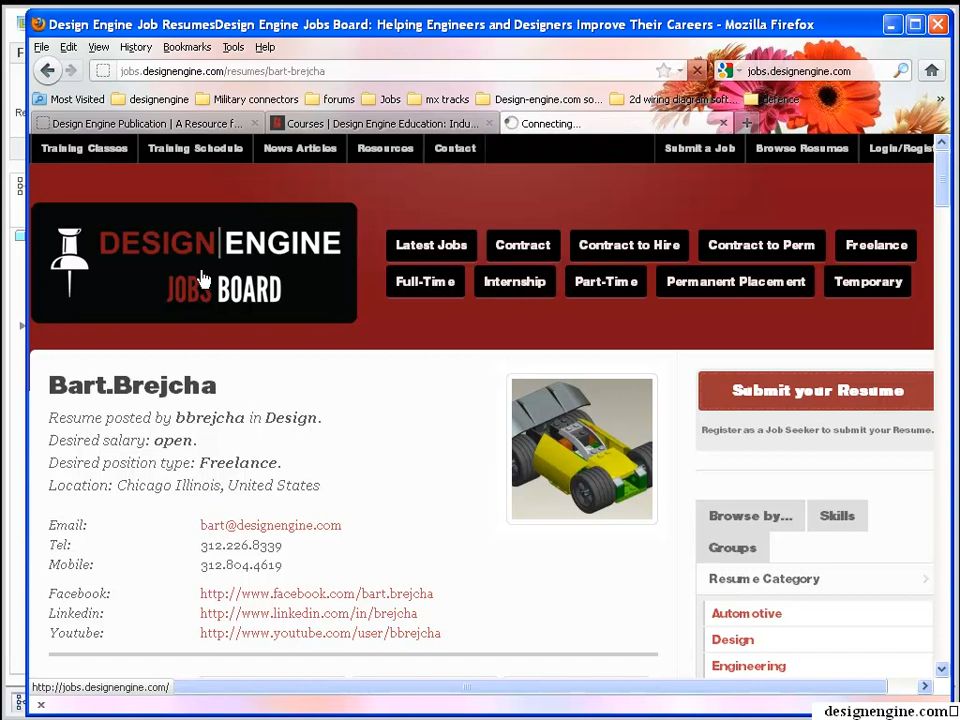 Design Engine Job ResumesDesign Engine Jobs Board: Helping Engineers and Designers Improve Their Careers - Mozilla Firefox
File Edit View History Bookmarks Tools Help
jobs.designengine.com/resumes/bart-brejcha
jobs.designengine.com
Most Visited designengine Military connectors forums Jobs mx tracks Design-engine.com so... 2d wiring diagram soft... defence
Design Engine Publication | A Resource f... Courses | Design Engine Education: Indu... Connecting...
Training Classes Training Schedule News Articles Resources Contact Submit a Job Browse Resumes
DESIGN|ENGINE
JOBS BOARD
Latest Jobs Contract Contract to Hire Contract to Perm Freelance
Full-Time Internship Part-Time Permanent Placement Temporary
Bart.Brejcha
Resume posted by bbrejcha in Design.
Desired salary: open.
Desired position type: Freelance.
Location: Chicago Illinois, United States
Email: bart@designengine.com
Tel: 312.226.8339
Mobile: 312.804.4619
Facebook: http://www.facebook.com/bart.brejcha
Linkedin: http://www.linkedin.com/in/brejcha
Youtube: http://www.youtube.com/user/bbrejcha
Submit your Resume
Register as a Job Seeker to submit your Resume.
Browse by... Skills
Groups
Resume Category
Automotive
Design
Engineering
http://jobs.designengine.com/
designengine.com